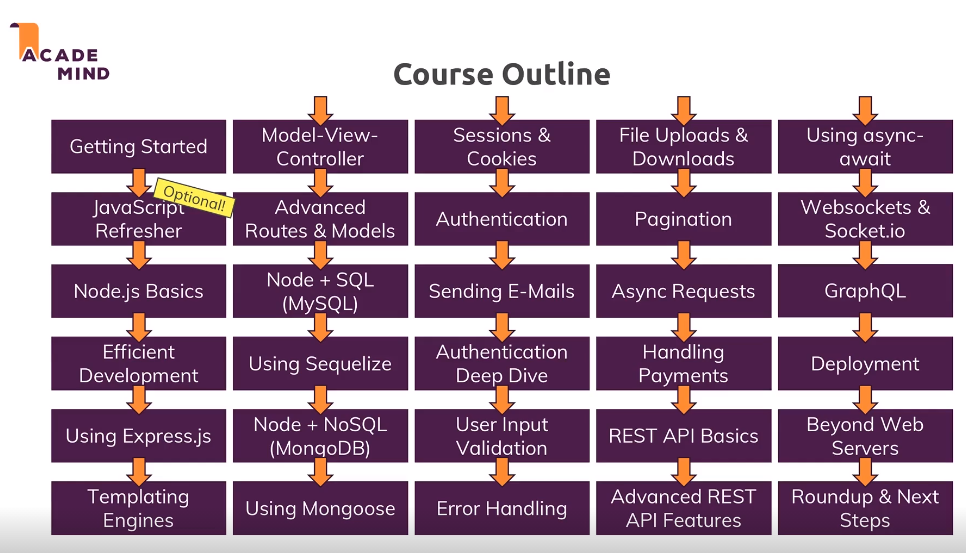 ACADE
MIND
Course Outline
Getting Started
Optional!
JavaScript
Refresher
Node.js Basics
Efficient
Development
Using Express.js
Templating
Engines
Model-View-
Controller
Advanced
Routes & Models
Node + SQL
(MySQL)
Using Sequelize
Node + NoSQL
(MongoDB)
Using Mongoose
Sessions &
Cookies
Authentication
Sending E-Mails
Authentication
Deep Dive
User Input
Validation
Error Handling
File Uploads &
Downloads
Pagination
Async Requests
Handling
Payments
REST API Basics
Advanced REST
API Features
Using async-
await
Websockets &
Socket.io
GraphQL
Deployment
Beyond Web
Servers
Roundup & Next
Steps